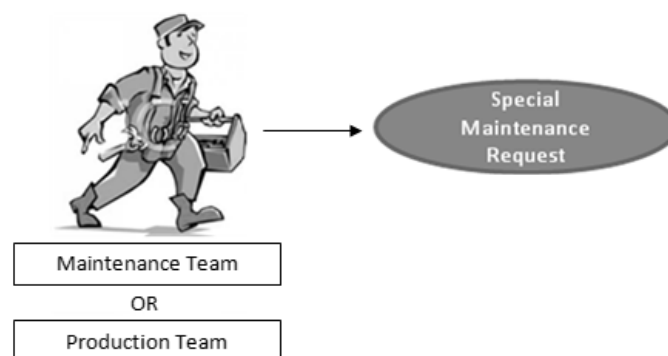 Special
Maintenance
Request
Maintenance Team
OR
Production Team